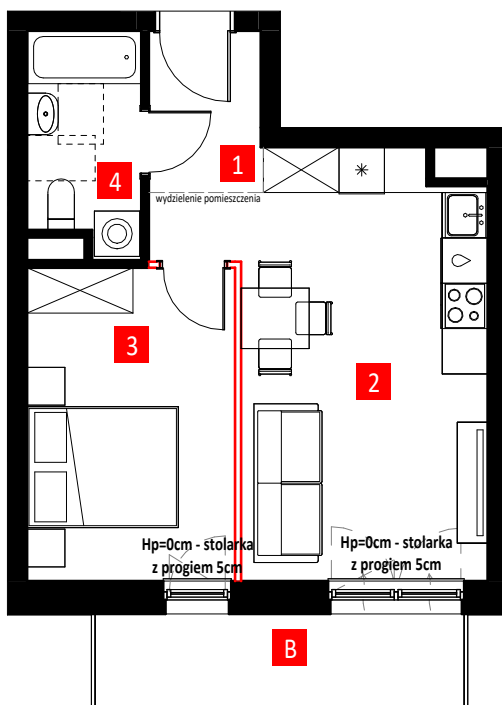 1
4
wydzielenie pomieszczenia
3
2
Hp=0cm - stolarka
z progiem 5cm
Hp=0cm - stolarka
z progiem 5cm
B